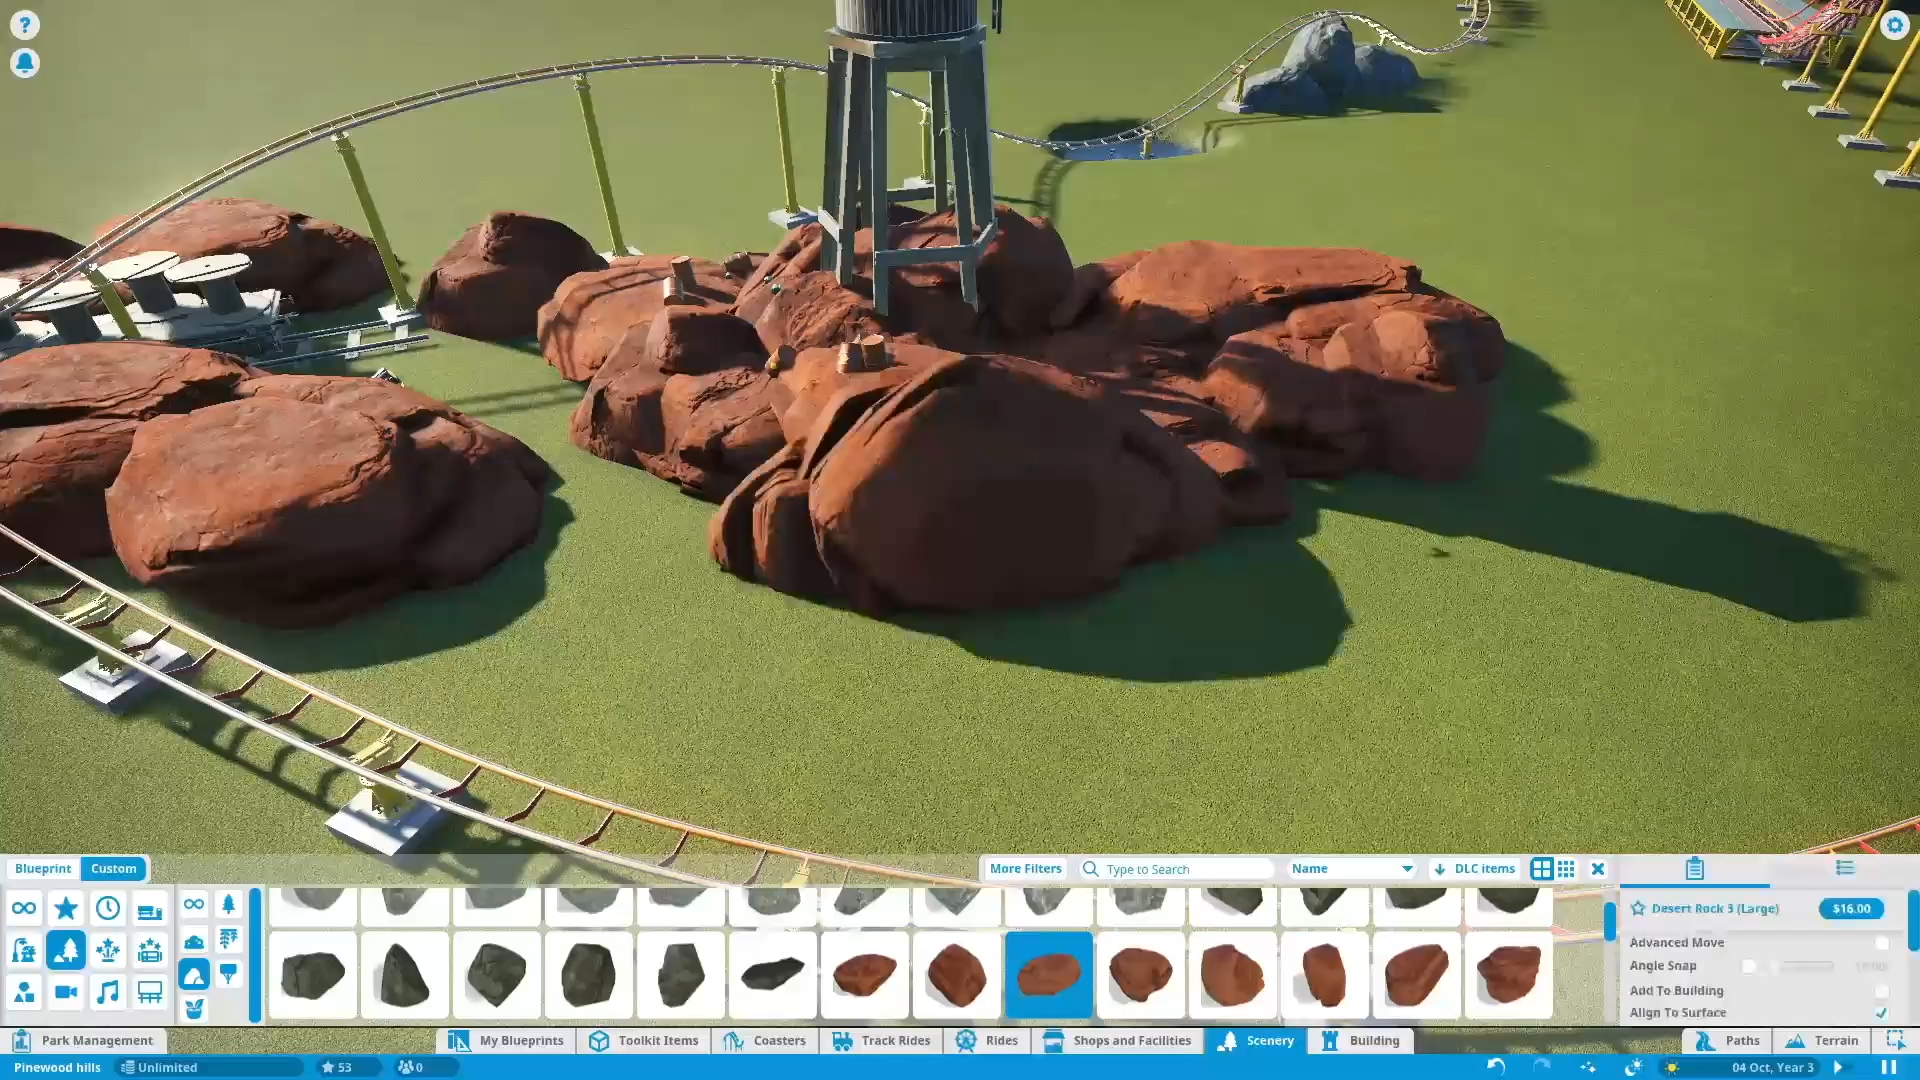 ?
Blueprint
Custom
More Filters
Type to Search
Name
DLC items
Desert Rock 3 (Large)
$16.00
Advanced Move
Angle Snap
Add To Building
Align To Surface
Park Management
My Blueprints
Toolkit Items
Coasters
Track Rides
Rides
Shops and Facilities
Scenery
Building
Paths
Terrain
Pinewood hills
Unlimited
53
0
04 Oct, Year 3